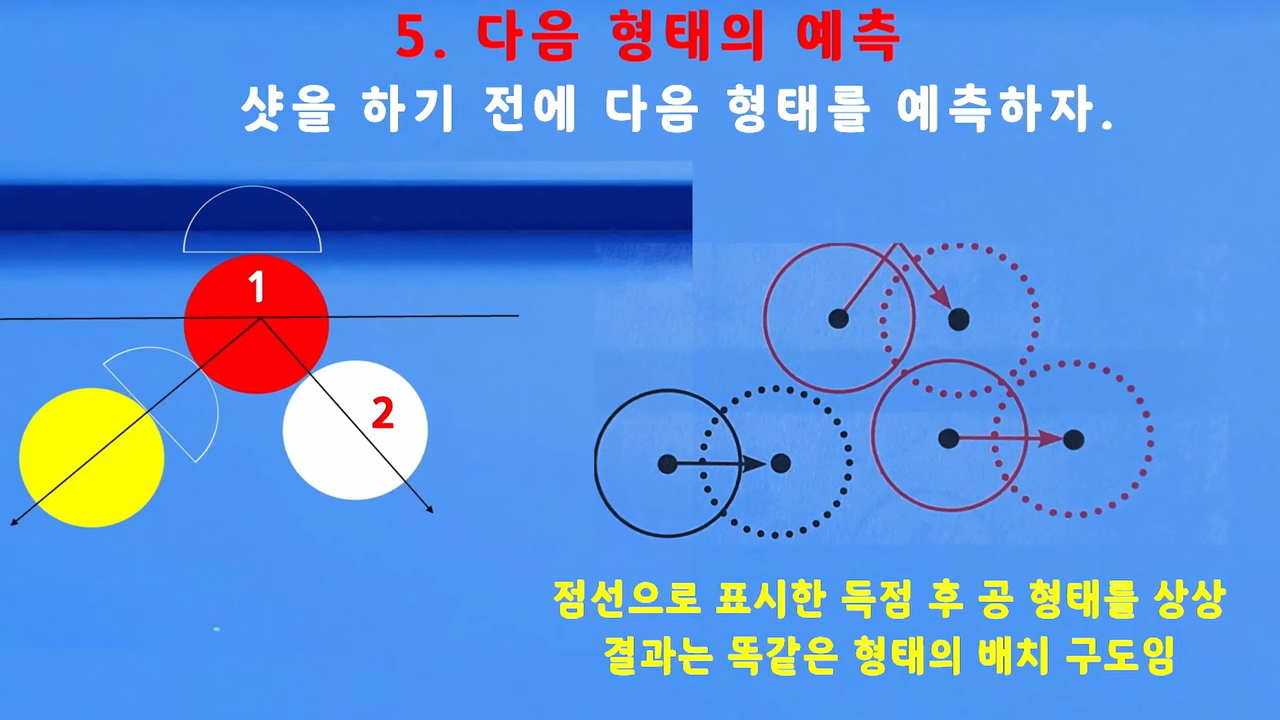 5. 다음 형태의 예측
샷을 하기 전에 다음 형태를 예측하자.
1
2
점선으로 표시한 득점 후 공 형태를 상상
결과는 똑같은 형태의 배치 구도임